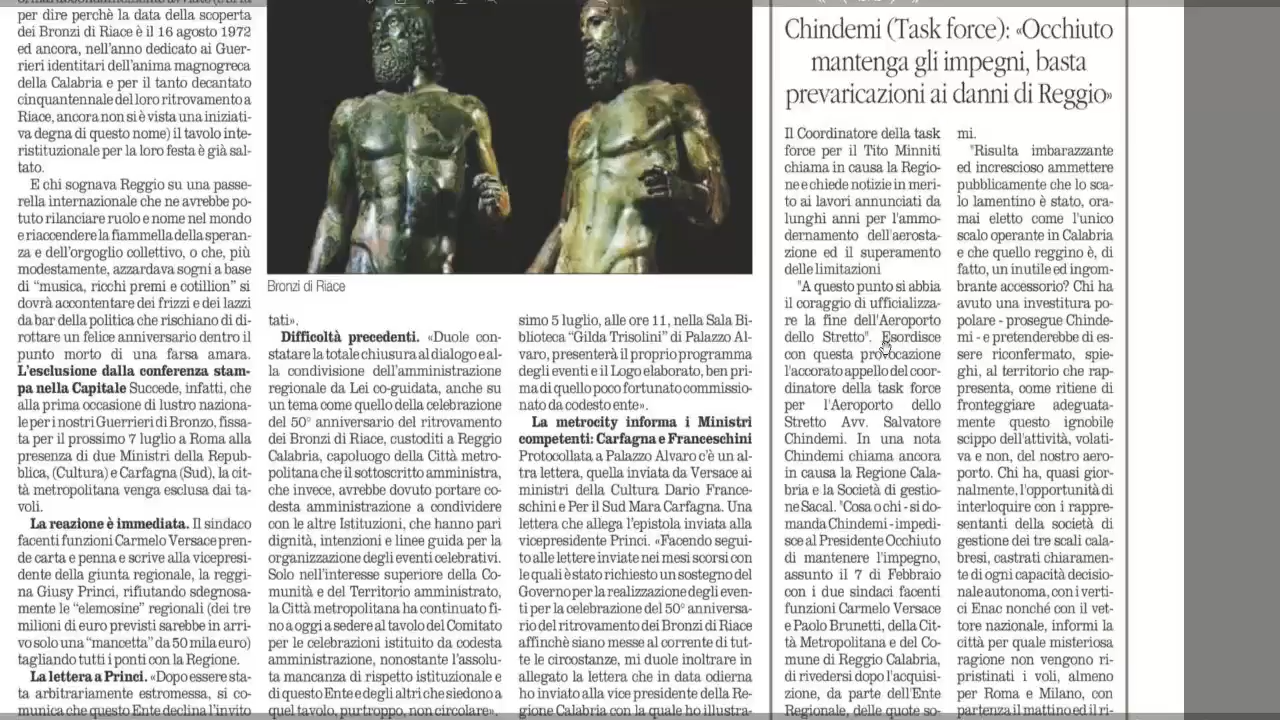 per dire perchè la data della scoperta
dei Bronzi di Riace è il 16 agosto 1972
ed ancora, nell'anno dedicato ai Guer-
rieri identitari dell'anima magnogreca
della Calabria e per il tanto decantato
cinquantennale del loro ritrovamento a
Riace, ancora non si è vista una iniziati-
va degna di questo nome) il tavolo inte-
ristituzionale per la loro festa è già sal-
tato.
E chi sognava Reggio su una passe-
rella internazionale che ne avrebbe po-
tuto rilanciare ruolo e nome nel mondo
e riaccendere la fiammella della speran-
za e dell'orgoglio collettivo, o che, più
modestamente, azzardava sogni a base
di "musica, ricchi premi e cotillion" si
dovrà accontentare dei frizzi e dei lazzi
da bar della politica che rischiano di di-
rottare un felice anniversario dentro il
punto morto di una farsa amara.
L'esclusione dalla conferenza stam-
pa nella Capitale Succede, infatti, che
alla prima occasione di lustro naziona-
le per i nostri Guerrieri di Bronzo, fissa-
ta per il prossimo 7 luglio a Roma alla
presenza di due Ministri della Repub-
blica, (Cultura) e Carfagna (Sud), la cit-
tà metropolitana venga esclusa dai ta-
voli.
La reazione è immediata. Il sindaco
facenti funzioni Carmelo Versace pren-
de carta e penna e scrive alla vicepresi-
dente della giunta regionale, la reggi-
na Giusy Princi, rifiutando sdegnosa-
mente le "elemosine" regionali (dei tre
milioni di euro previsti sarebbe in arri-
vo solo una "mancetta" da 50 mila euro)
tagliando tutti i ponti con la Regione.
La lettera a Princi. «Dopo essere sta-
ta arbitrariamente estromessa, si co-
munica che questo Ente declina l'invito
Bronzi di Riace
tati».
Difficoltà precedenti. «Duole con-
statare la totale chiusura al dialogo e al-
la condivisione dell'amministrazione
regionale da Lei co-guidata, anche su
un tema come quello della celebrazione
del 50° anniversario del ritrovamento
dei Bronzi di Riace, custoditi a Reggio
Calabria, capoluogo della Città metro-
politana che il sottoscritto amministra,
che invece, avrebbe dovuto portare co-
desta amministrazione a condividere
con le altre Istituzioni, che hanno pari
dignità, intenzioni e linee guida per la
organizzazione degli eventi celebrativi.
Solo nell'interesse superiore della Co-
munità e del Territorio amministrato,
la Città metropolitana ha continuato fi-
no a oggi a sedere al tavolo del Comitato
per le celebrazioni istituito da codesta
amministrazione, nonostante l'assolu-
ta mancanza di rispetto istituzionale e
di questo Ente e degli altri che siedono a
quel tavolo, purtroppo, non circolare».
simo 5 luglio, alle ore 11, nella Sala Bi-
blioteca "Gilda Trisolini" di Palazzo Al-
varo, presenterà il proprio programma
degli eventi e il Logo elaborato, ben pri-
ma di quello poco fortunato commissio-
nato da codesto ente».
La metrocity informa i Ministri
competenti: Carfagna e Franceschini
Protocollata a Palazzo Alvaro c'è un al-
tra lettera, quella inviata da Versace ai
ministri della Cultura Dario France-
schini e Per il Sud Mara Carfagna. Una
lettera che allega l'epistola inviata alla
vicepresidente Princi. «Facendo segui-
to alle lettere inviate nei mesi scorsi con
le quali è stato richiesto un sostegno del
Governo per la realizzazione degli even-
ti per la celebrazione del 50° anniversa-
rio del ritrovamento dei Bronzi di Riace
affinchè siano messe al corrente di tut-
te le circostanze, mi duole inoltrare in
allegato la lettera che in data odierna
ho inviato alla vice presidente della Re-
gione Calabria con la quale ho illustra-
Chindemi (Task force): «Occhiuto
mantenga gli impegni, basta
prevaricazioni ai danni di Reggio»
Il Coordinatore della task
force per il Tito Minniti
chiama in causa la Regio-
ne e chiede notizie in meri-
to ai lavori annunciati da
lunghi anni per l'ammo-
dernamento dell'aerosta-
zione ed il superamento
delle limitazioni
"A questo punto si abbia
il coraggio di ufficializza-
re la fine dell'Aeroporto
dello Stretto". Esordisce
con questa provocazione
l'accorato appello del coor-
dinatore della task force
per l'Aeroporto dello
Stretto Avv. Salvatore
Chindemi. In una nota
Chindemi chiama ancora
in causa la Regione Cala-
bria e la Società di gestio-
ne Sacal. "Cosa o chi - si do-
manda Chindemi - impedi-
sce al Presidente Occhiuto
di mantenere l'impegno,
assunto il 7 di Febbraio
con i due sindaci facenti
funzioni Carmelo Versace
e Paolo Brunetti, della Cit-
tà Metropolitana e del Co-
mune di Reggio Calabria,
di rivedersi dopo l'acquisi-
zione, da parte dell'Ente
Regionale, delle quote so-
mi.
"Risulta imbarazzante
ed increscioso ammettere
pubblicamente che lo sca-
lo lamentino è stato, ora-
mai eletto come l'unico
scalo operante in Calabria
e che quello reggino è, di
fatto, un inutile ed ingom-
brante accessorio? Chi ha
avuto una investitura po-
polare - prosegue Chinde-
mi - e pretenderebbe di es-
sere riconfermato, spie-
ghi, al territorio che rap-
presenta, come ritiene di
fronteggiare adeguata-
mente questo ignobile
scippo dell'attività, volati-
va e non, del nostro aero-
porto. Chi ha, quasi gior-
nalmente, l'opportunità di
interloquire con i rappre-
sentanti della società di
gestione dei tre scali cala-
bresi, castrati chiaramen-
te di ogni capacità decisio-
nale autonoma, con i verti-
ci Enac nonché con il vet-
tore nazionale, informi la
città per quale misteriosa
ragione non vengono ri-
pristinati i voli, almeno
per Roma e Milano, con
partenza il mattino ed il ri-